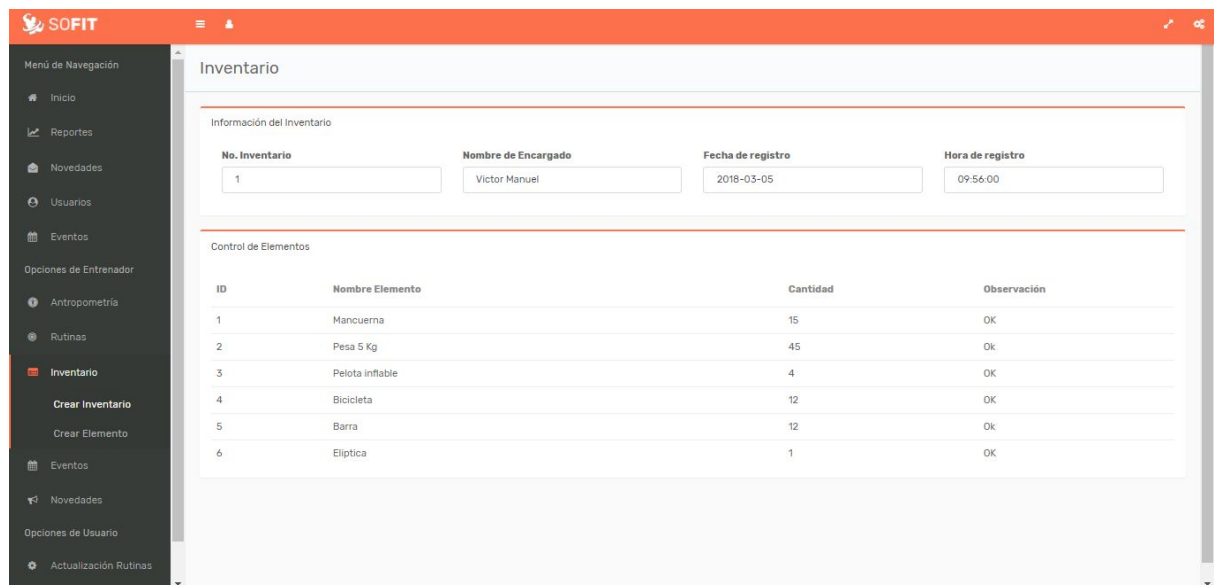 SOFIT
Menú de Navegación
Inicio
Reportes
Novedades
Usuarios
Eventos
Opciones de Entrenador
Antropometría
Rutinas
Inventario
Crear Inventario
Crear Elemento
Eventos
Novedades
Opciones de Usuario
Actualización Rutinas
Inventario
Información del Inventario
No. Inventario Nombre de Encargado Fecha de registro Hora de registro
1 Victor Manuel 2018-03-05 09:56:00
Control de Elementos
ID Nombre Elemento Cantidad Observación
1 Mancuerna 15 OK
2 Pesa 5 Kg 45 Ok
3 Pelota inflable 4 OK
4 Bicicleta 12 OK
5 Barra 12 Ok
6 Eliptica 1 OK